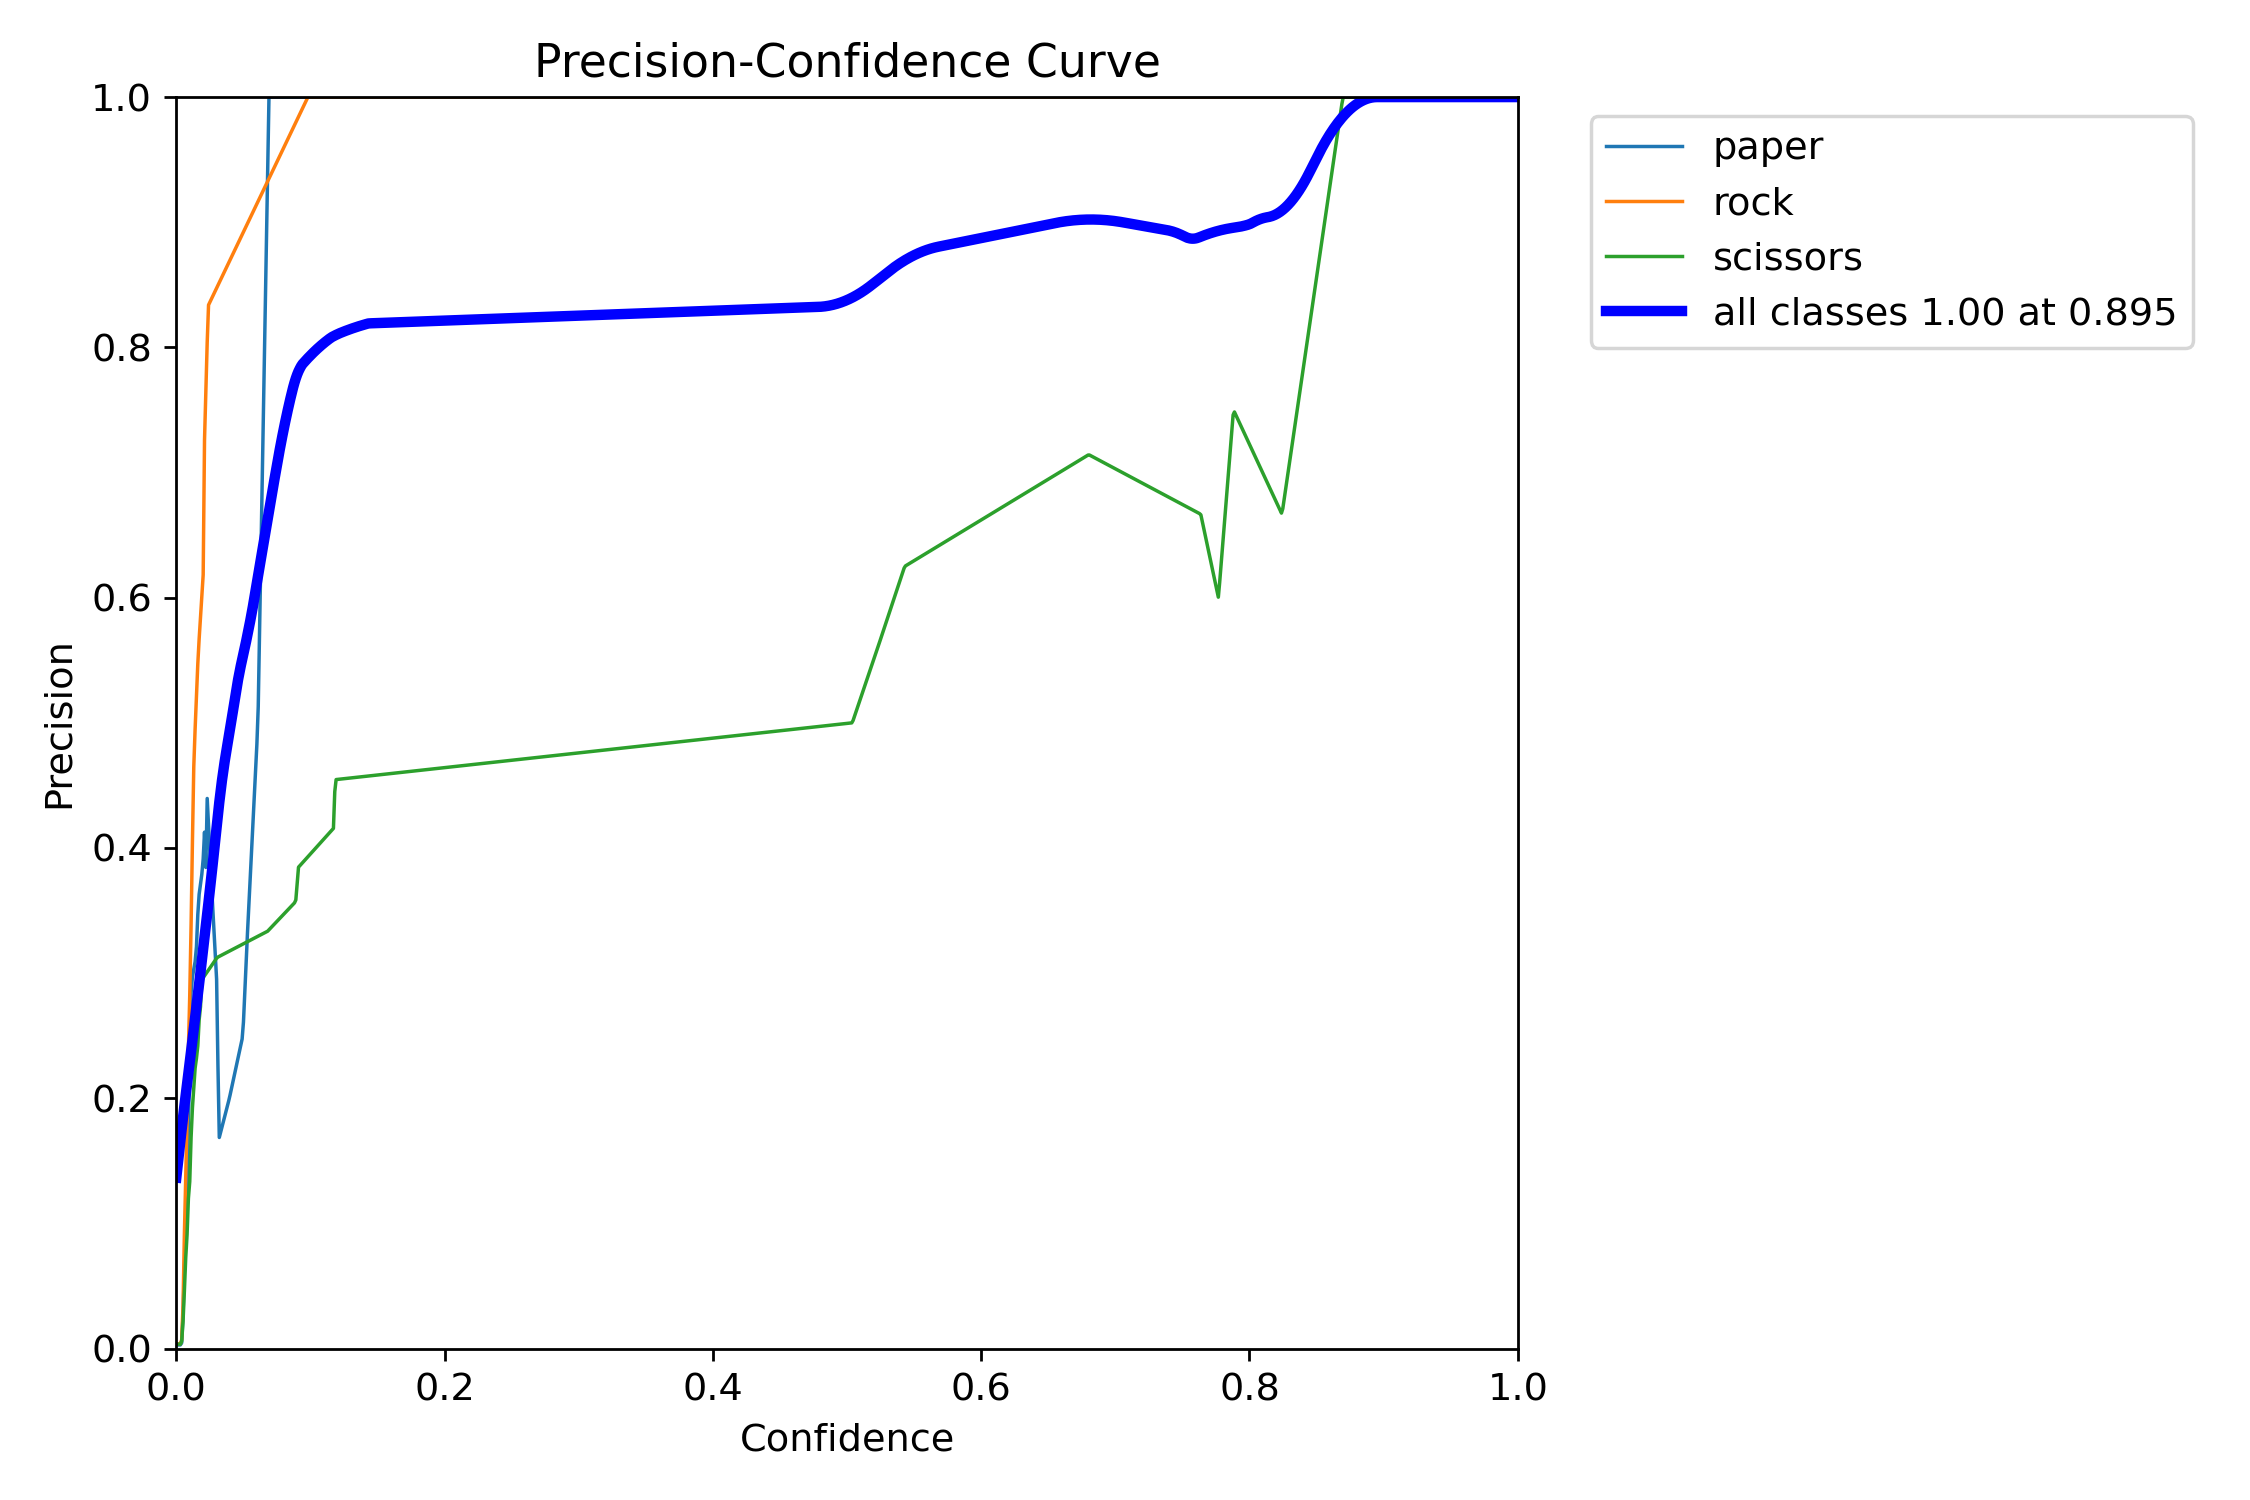 Precision-Confidence Curve
1.0
0.8
0.6
0.4
0.2
0.0
Precision
0.0 0.2 0.4 0.6 0.8 1.0
Confidence
paper
rock
scissors
all classes 1.00 at 0.895